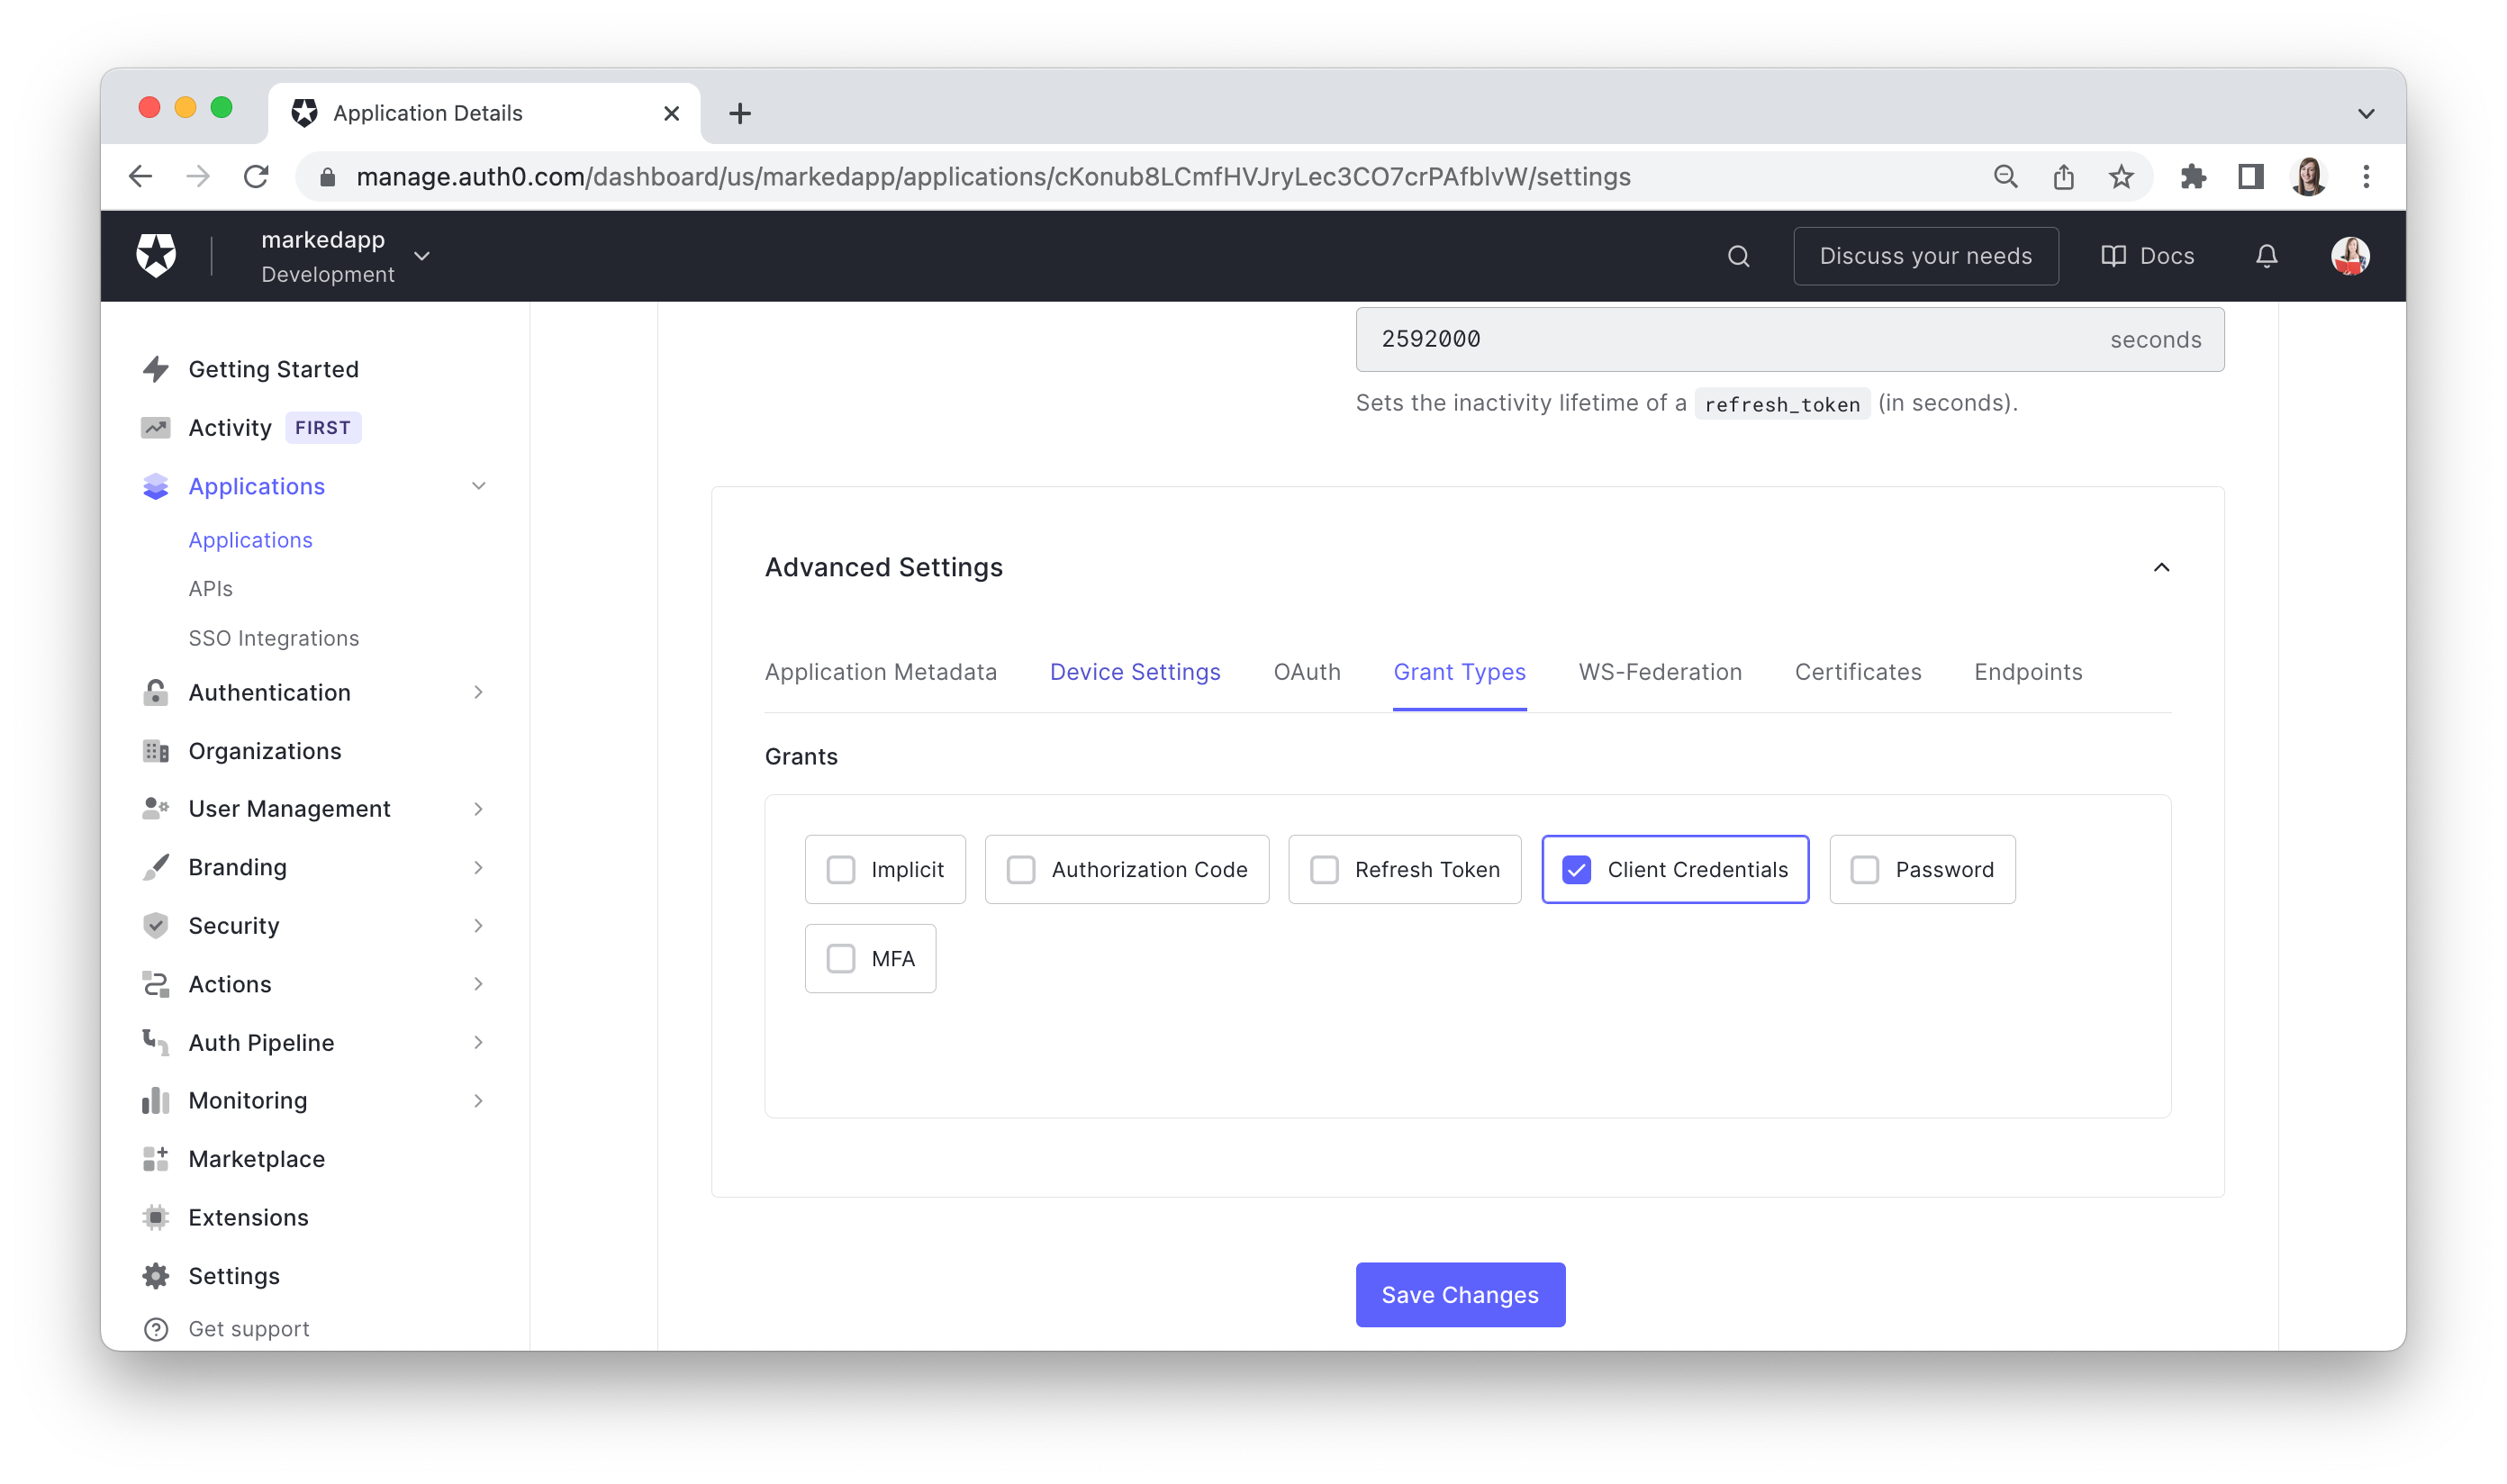 Application Details
manage.auth0.com/dashboard/us/markedapp/applications/cKonub8LCmfHVJryLec3CO7crPAfblvW/settings
markedapp
Development
Discuss your needs
Docs
Getting Started
Activity FIRST
Applications
Applications
APIs
SSO Integrations
Authentication
Organizations
User Management
Branding
Security
Actions
Auth Pipeline
Monitoring
Marketplace
Extensions
Settings
Get support
2592000 seconds
Sets the inactivity lifetime of a refresh_token (in seconds).
Advanced Settings
Application Metadata Device Settings OAuth Grant Types WS-Federation Certificates Endpoints
Grants
Implicit Authorization Code Refresh Token Client Credentials Password
MFA
Save Changes